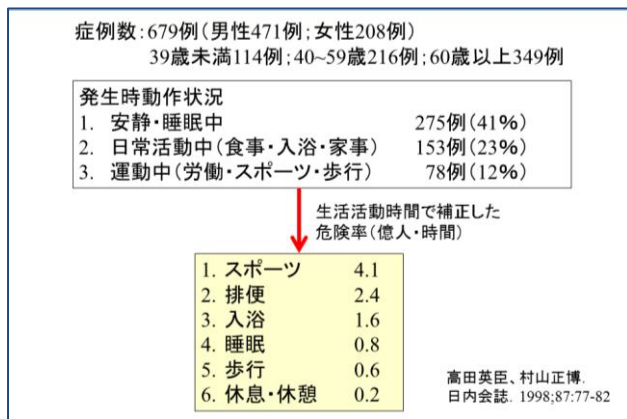 症例数:679例(男性471例;女性208例)
39歳未満114例;40~59歳216例;60歳以上349例
発生時動作状況
1. 安静・睡眠中 275例(41%)
2. 日常活動中(食事・入浴・家事) 153例(23%)
3. 運動中(労働・スポーツ・歩行) 78例(12%)
生活活動時間で補正した
危険率(億人・時間)
1. スポーツ 4.1
2. 排便 2.4
3. 入浴 1.6
4. 睡眠 0.8
5. 歩行 0.6
6. 休息・休憩 0.2
高田英臣、村山正博.
日内会誌. 1998;87:77-82